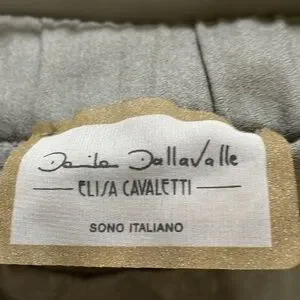 Daniela Dallavalle
ELISA CAVALETTI
SONO ITALIANO